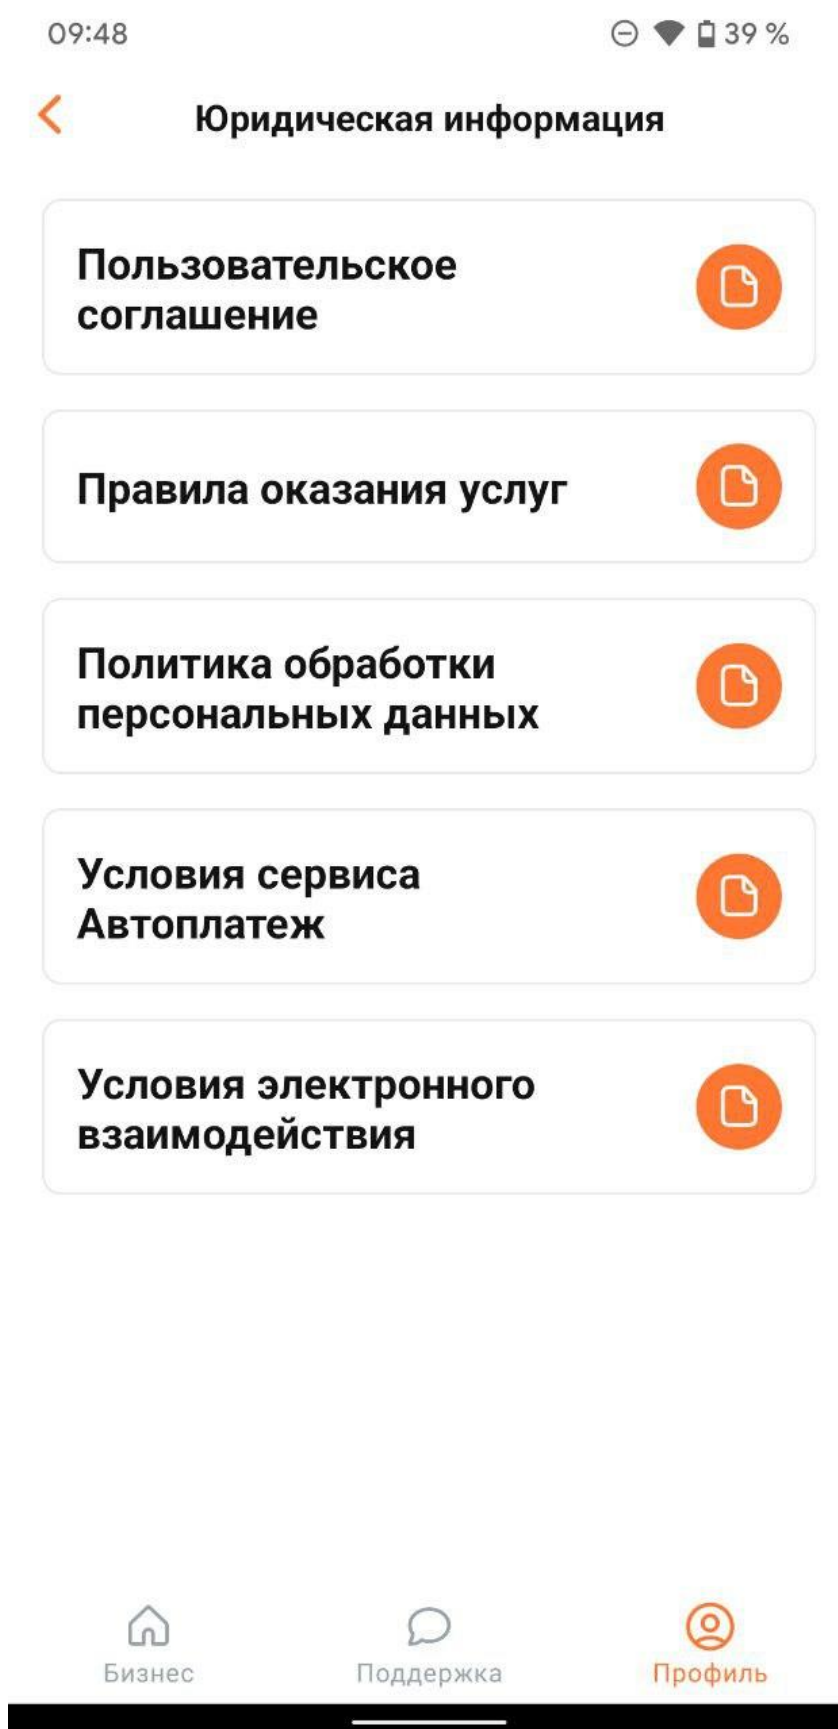 09:48
39 %
Юридическая информация
Пользовательское
соглашение
Правила оказания услуг
Политика обработки
персональных данных
Условия сервиса
Автоплатеж
Условия электронного
взаимодействия
Бизнес
Поддержка
Профиль